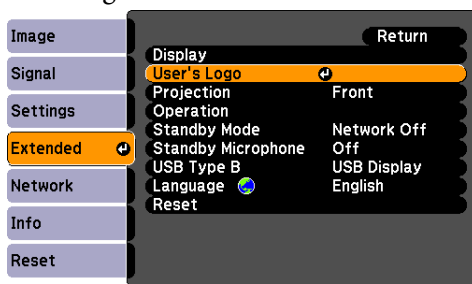 Image
Signal
Settings
Extended
Network
Info
Reset
Return
Display
User's Logo
Projection Front
Operation
Standby Mode Network Off
Standby Microphone Off
USB Type B USB Display
Language English
Reset